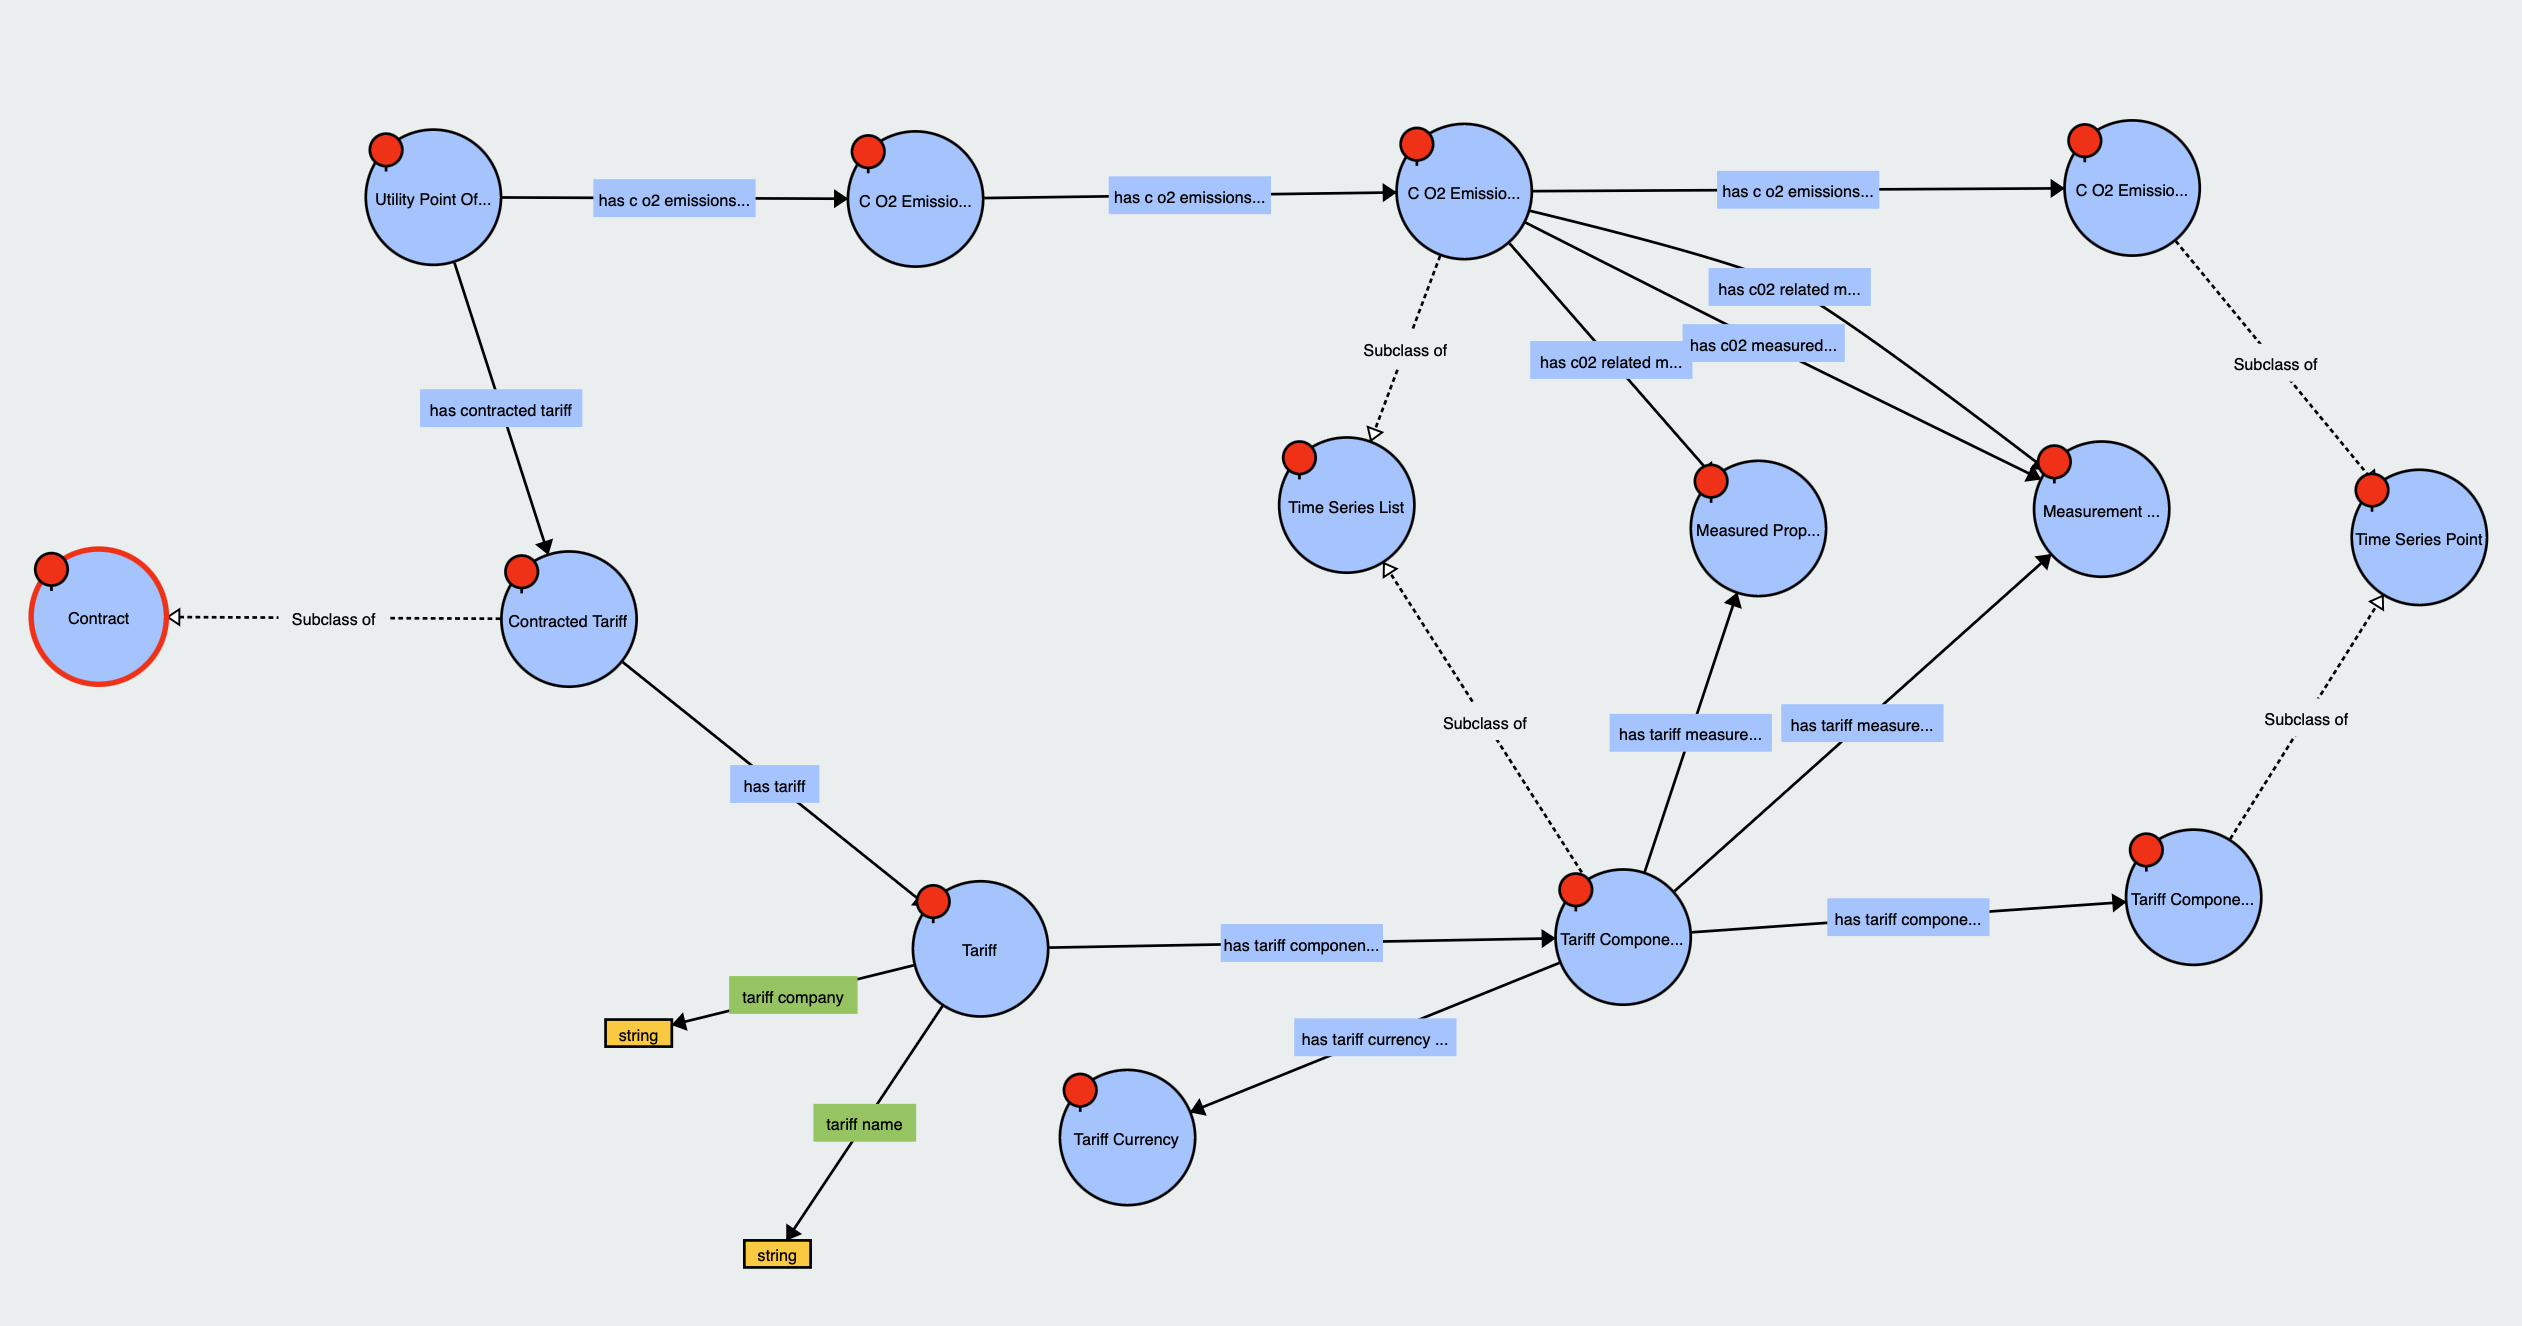 Utility Point Of...
has c o2 emissions...
C O2 Emissio...
has c o2 emissions...
C O2 Emissio...
has c o2 emissions...
C O2 Emissio...
has c02 related m...
has c02 measured...
has c02 related m...
Subclass of
Subclass of
has contracted tariff
Time Series List
Measured Prop...
Measurement ...
Time Series Point
Contract
Subclass of
Contracted Tariff
Subclass of
has tariff measure...
has tariff measure...
Subclass of
has tariff
Tariff
has tariff componen...
Tariff Compone...
has tariff compone...
Tariff Compone...
tariff company
string
has tariff currency ...
tariff name
Tariff Currency
string